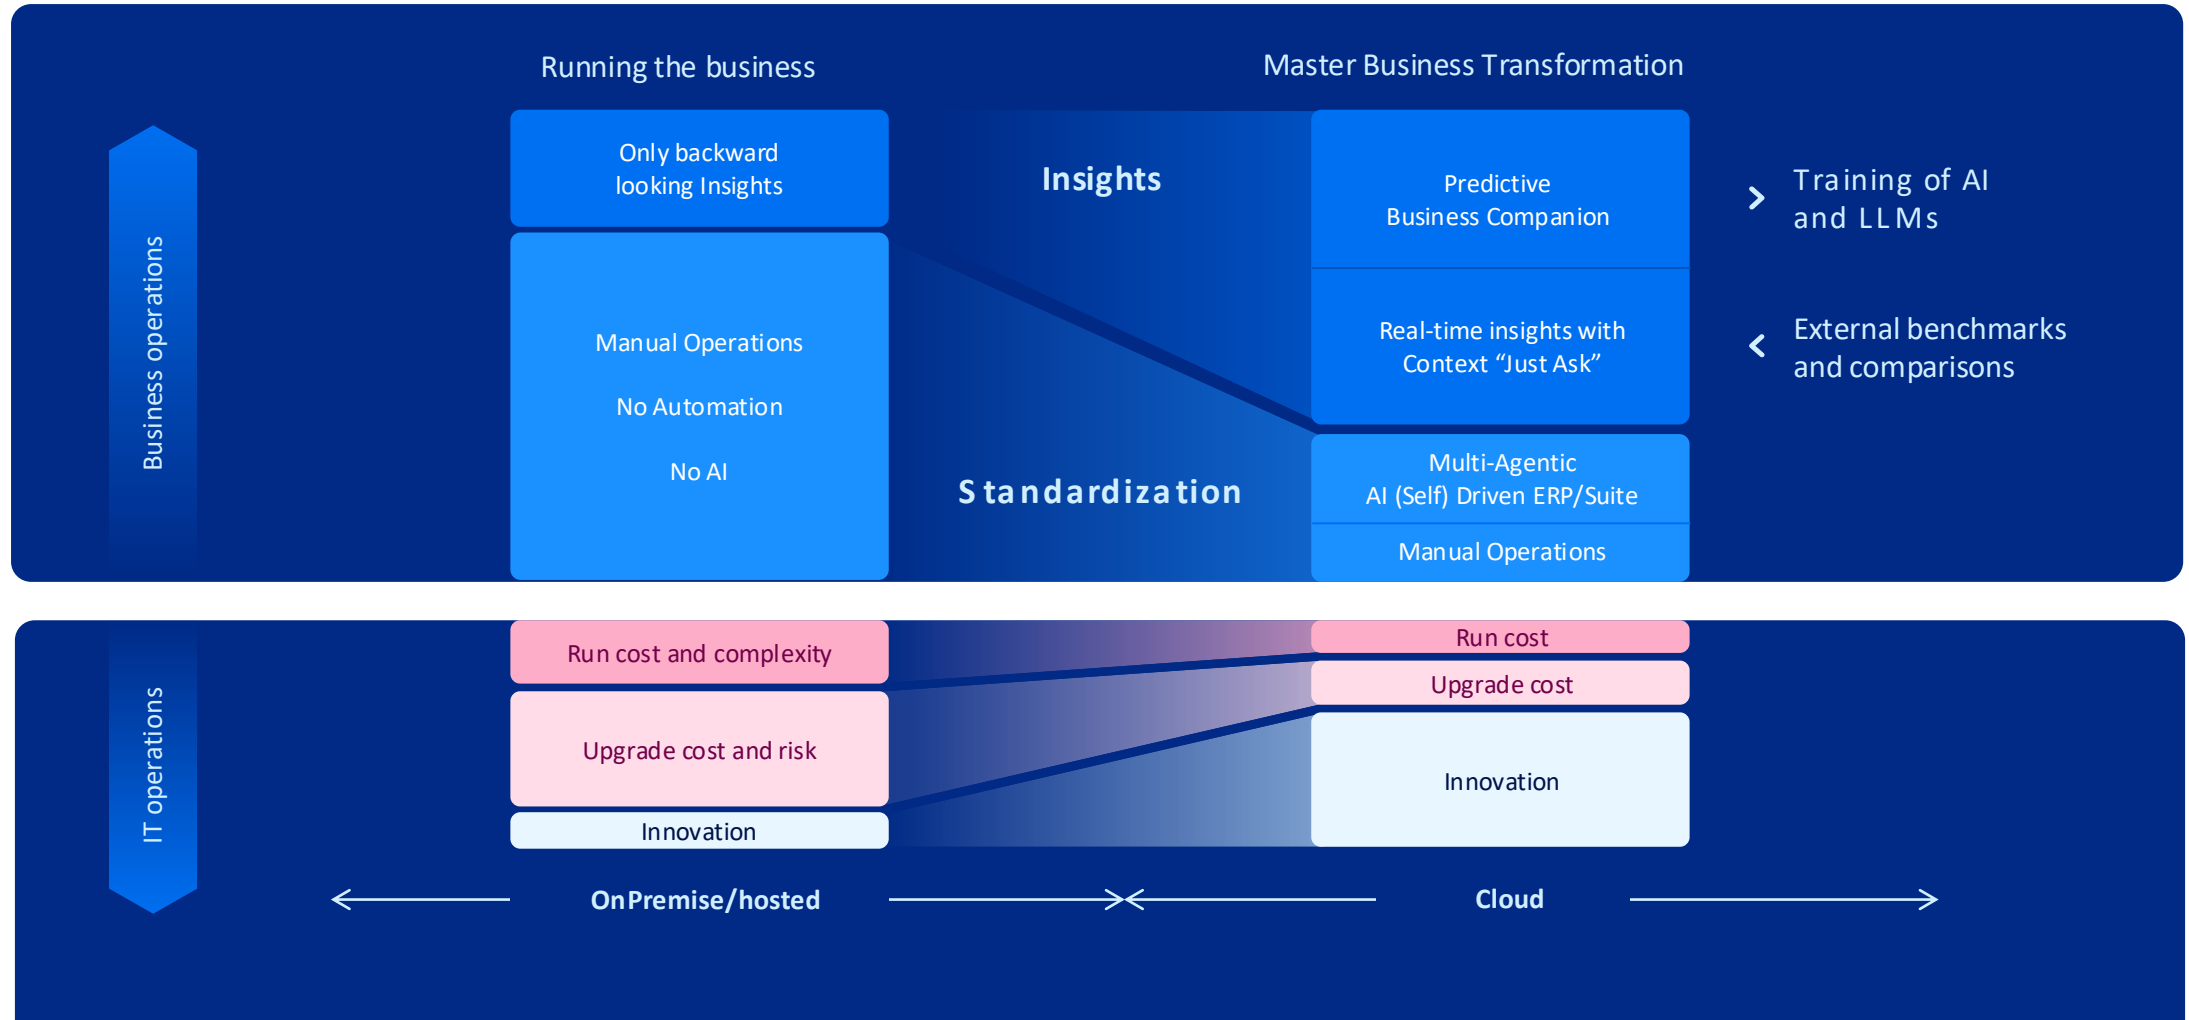 Running the business
Master Business Transformation
Business operations
Only backward
looking Insights
Manual Operations
No Automation
No AI
Insights
Standardization
Predictive
Business Companion
Real-time insights with
Context “Just Ask”
Multi-Agentic
AI (Self) Driven ERP/Suite
Manual Operations
Training of AI
and LLMs
External benchmarks
and comparisons
IT operations
Run cost and complexity
Upgrade cost and risk
Innovation
Run cost
Upgrade cost
Innovation
OnPremise/hosted
Cloud